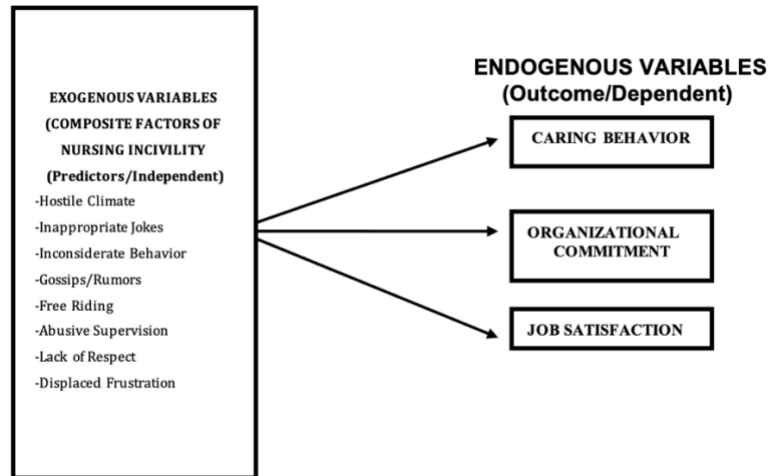 EXOGENOUS VARIABLES
(COMPOSITE FACTORS OF
NURSING INCIVILITY
(Predictors/Independent)
-Hostile Climate
-Inappropriate Jokes
-Inconsiderate Behavior
-Gossips/Rumors
-Free Riding
-Abusive Supervision
-Lack of Respect
-Displaced Frustration
ENDOGENOUS VARIABLES
(Outcome/Dependent)
CARING BEHAVIOR
ORGANIZATIONAL
COMMITMENT
JOB SATISFACTION